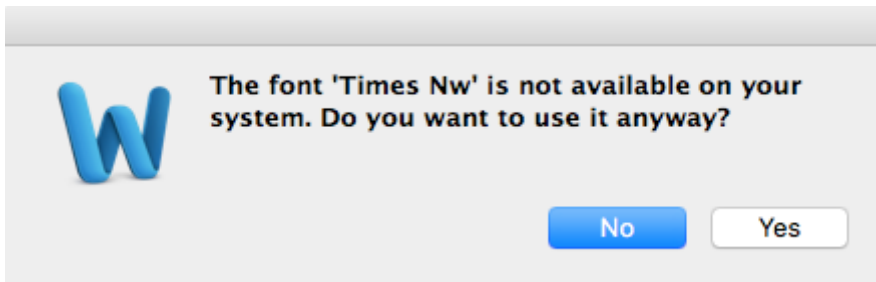 The font 'Times Nw' is not available on your
system. Do you want to use it anyway?
No Yes